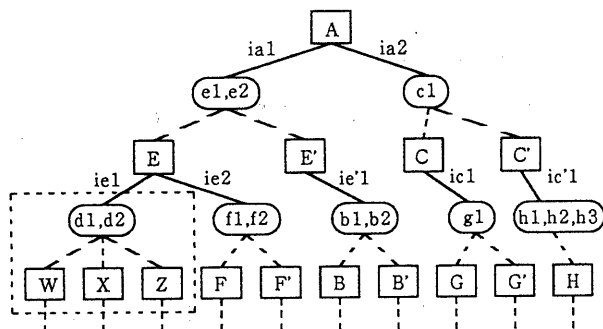 A
ia1 ia2
e1,e2 c1
E E' C C'
ie1 ie2 ie'1 ic1 ic'1
d1,d2 f1,f2 b1,b2 g1 h1,h2,h3
W X Z F F' B B' G G' H